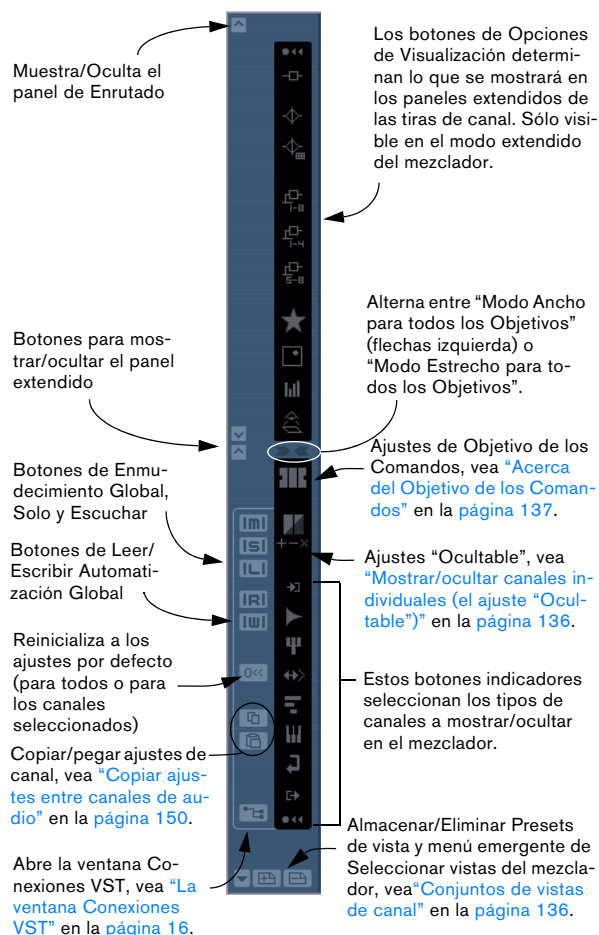 Muestra/Oculta el
panel de Enrutado
Los botones de Opciones
de Visualización determi-
nan lo que se mostrará en
los paneles extendidos de
las tiras de canal. Sólo visi-
ble en el modo extendido
del mezclador.
1-8
1-4
5-8
Alterna entre “Modo Ancho
para todos los Objetivos”
(flechas izquierda) o
“Modo Estrecho para to-
dos los Objetivos”.
Botones para mos-
trar/ocultar el panel
extendido
Ajustes de Objetivo de los
Comandos, vea “Acerca
del Objetivo de los Coman-
dos” en la página 137.
Botones de Enmu-
decimiento Global,
Solo y Escuchar
M
S
L
Ajustes “Ocultable”, vea
“Mostrar/ocultar canales in-
dividuales (el ajuste “Ocul-
table”)” en la página 136.
Botones de Leer/
Escribir Automati-
zación Global
R
W
Reinicializa a los
ajustes por defecto
(para todos o para
los canales
seleccionados)
0<<
Estos botones indicadores
seleccionan los tipos de
canales a mostrar/ocultar
en el mezclador.
Copiar/pegar ajustes de
canal, vea “Copiar ajus-
tes entre canales de au-
dio” en la página 150.
Almacenar/Eliminar Presets
de vista y menú emergente de
Seleccionar vistas del mezcla-
dor, vea“Conjuntos de vistas
de canal” en la página 136.
Abre la ventana Co-
nexiones VST, vea “La
ventana Conexiones
VST” en la página 16.